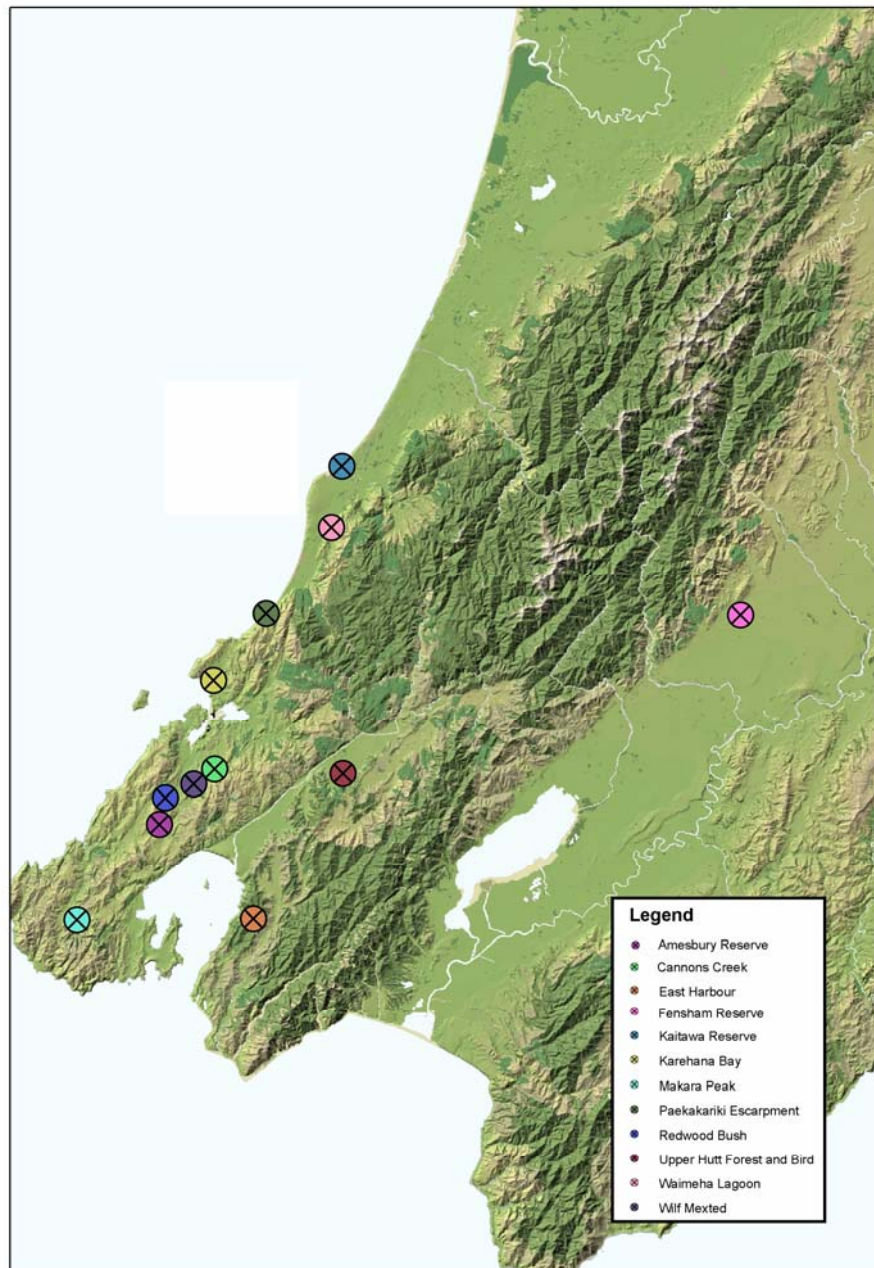 Legend
Amesbury Reserve
Cannons Creek
East Harbour
Fensham Reserve
Kaitawa Reserve
Karehana Bay
Makara Peak
Paekakariki Escarpment
Redwood Bush
Upper Hutt Forest and Bird
Waimeha Lagoon
Wilf Mexted